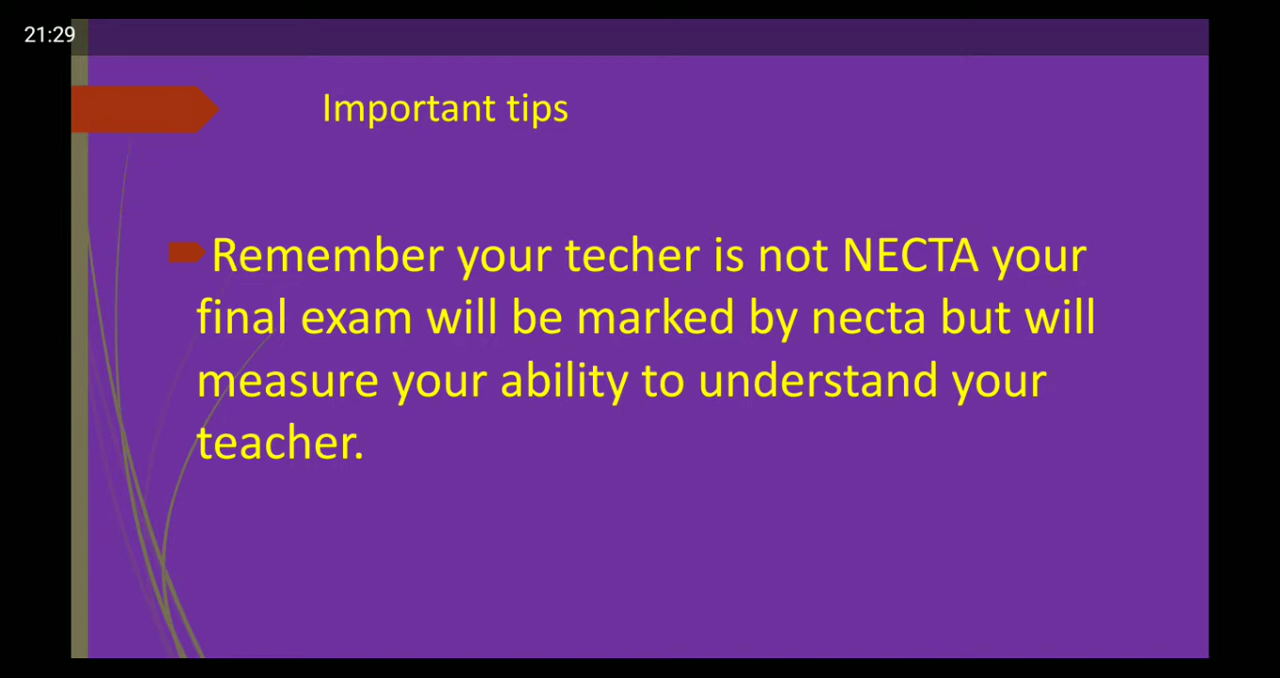 21:29
Important tips
Remember your techer is not NECTA your
final exam will be marked by necta but will
measure your ability to understand your
teacher.